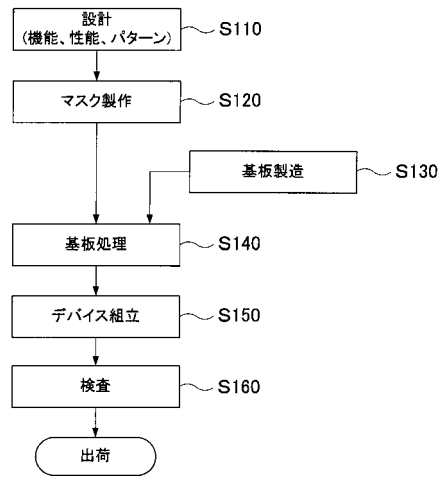 設計
(機能、性能、パターン)
S110
マスク製作
S120
基板製造
S130
基板処理
S140
デバイス組立
S150
検査
S160
出荷